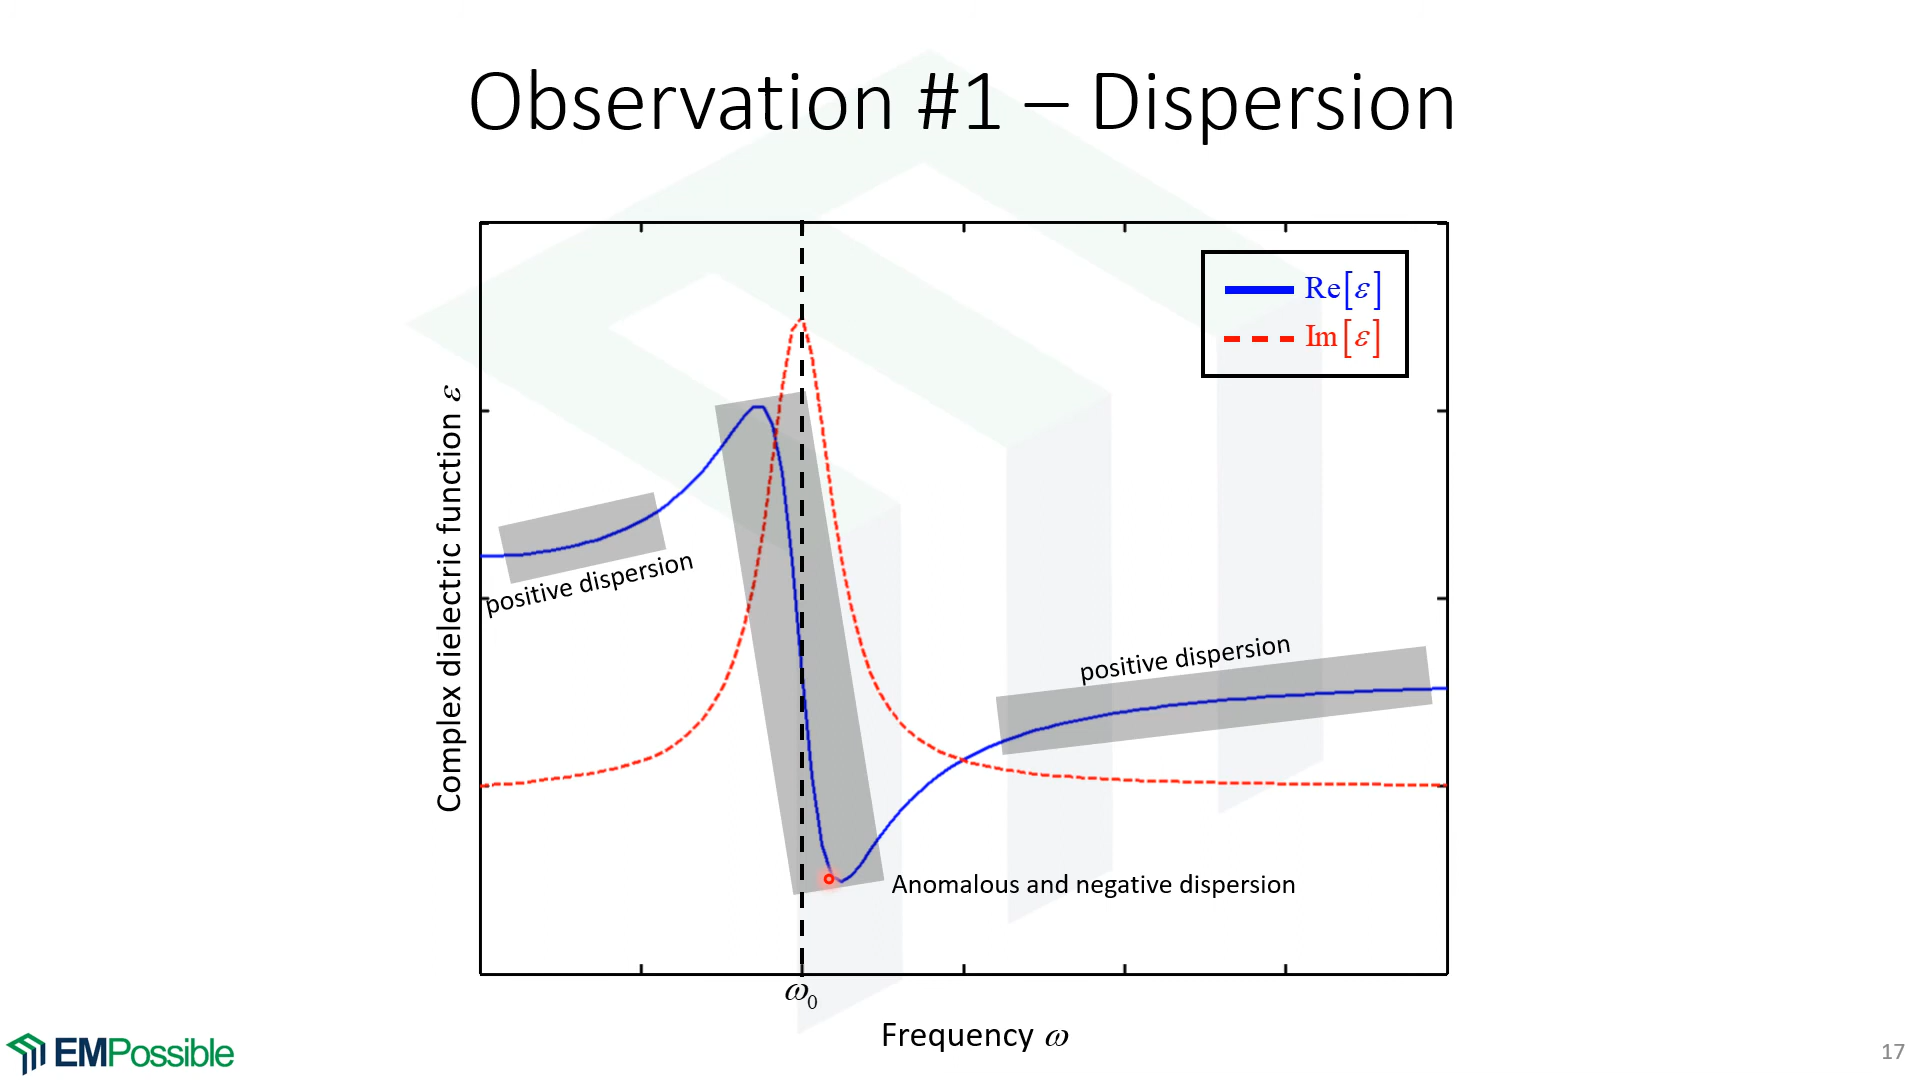 Observation #1 – Dispersion
Re[ε]
Im[ε]
Complex dielectric function ε
positive dispersion
positive dispersion
Anomalous and negative dispersion
ω₀
Frequency ω
EMPossible
17